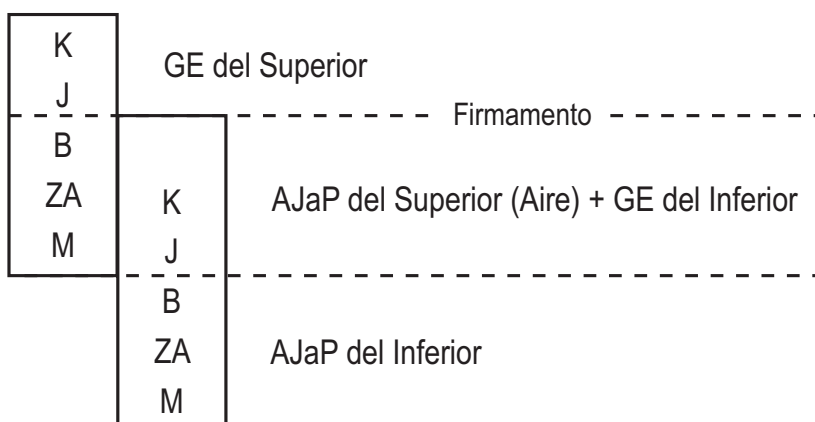 K
GE del Superior
J
Firmamento
B
ZA
K
AJaP del Superior (Aire) + GE del Inferior
M
J
B
ZA
AJaP del Inferior
M